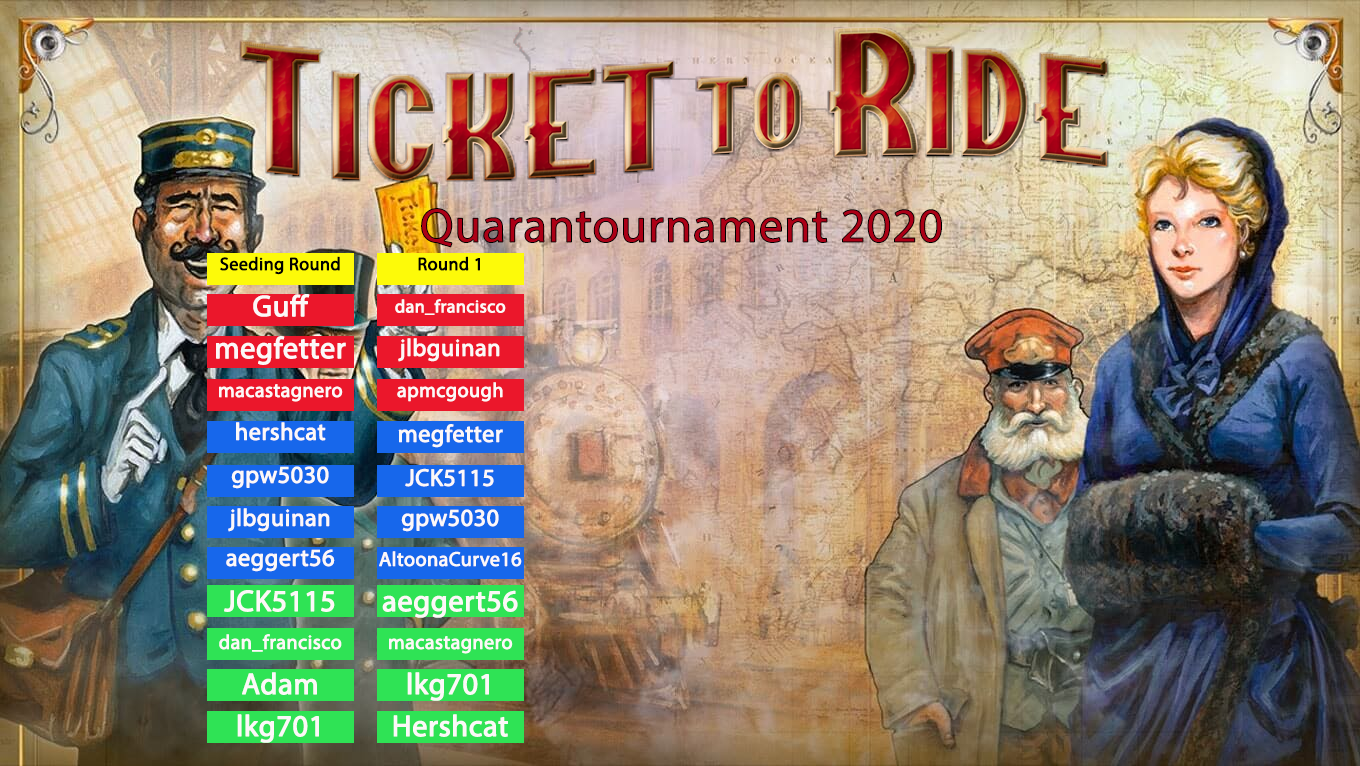 TICKET TO RIDE
Ticket
Quarantournament 2020
Seeding Round
Guff
megfetter
macastagnero
hershcat
gpw5030
jlbguinan
aeggert56
JCK5115
dan_francisco
Adam
lkg701
Round 1
dan_francisco
jlbguinan
apmcgough
megfetter
JCK5115
gpw5030
AltoonaCurve16
aeggert56
macastagnero
lkg701
Hershcat